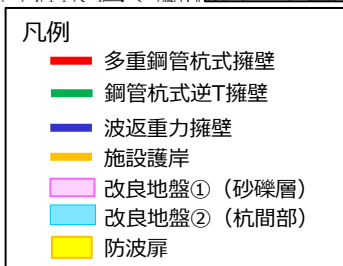 凡例
多重鋼管杭式擁壁
鋼管杭式逆T擁壁
波返重力擁壁
施設護岸
改良地盤①（砂礫層）
改良地盤②（杭間部）
防波扉